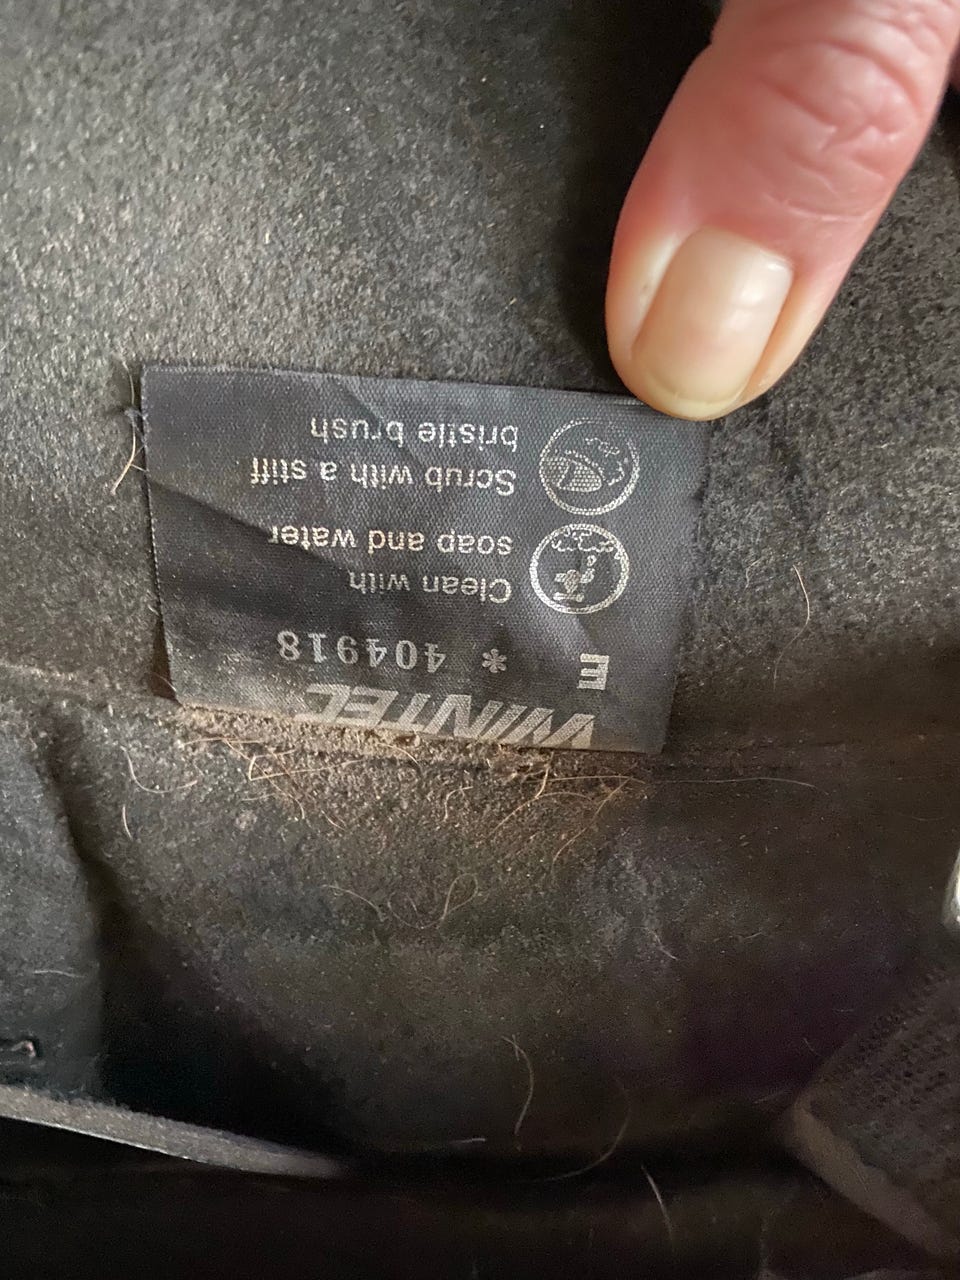 WINTEC
E * 404918
Clean with
soap and water
Scrub with a stiff
bristle brush